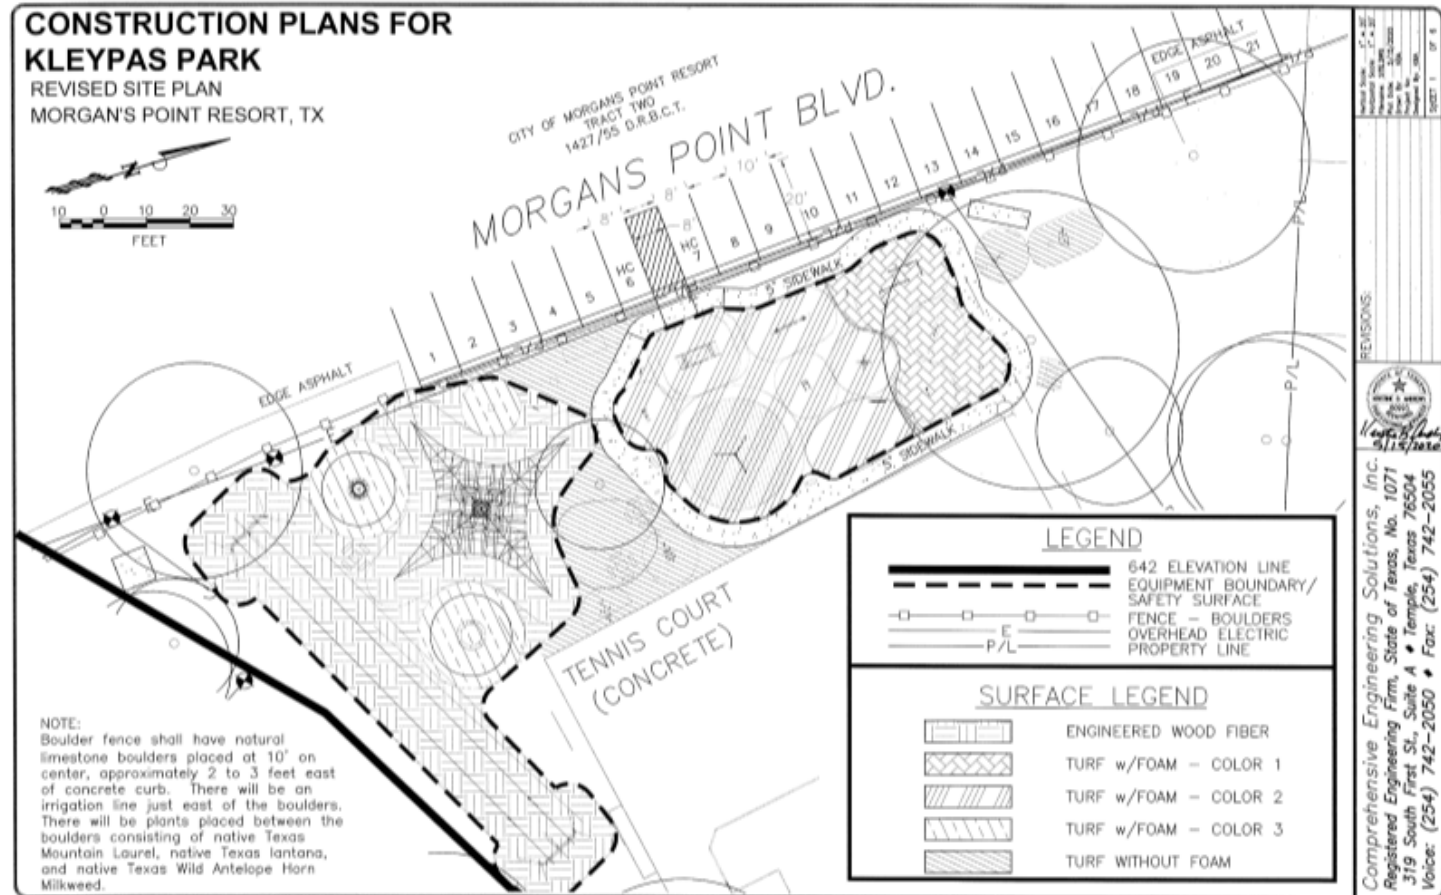 CONSTRUCTION PLANS FOR
KLEYPAS PARK
REVISED SITE PLAN
MORGAN'S POINT RESORT, TX
N
10 0 10 20 30
FEET
CITY OF MORGANS POINT RESORT
TRACT TWO
1427/55 D.R.B.C.T.
MORGANS POINT BLVD.
EDGE ASPHALT
8'
8'
10'
20'
8'
1
2
3
4
5
HC
6
HC
7
8
9
10
11
12
13
14
15
16
17
18
19
20
21
EDGE ASPHALT
5' SIDEWALK
5' SIDEWALK
P/L
P/L
E
E
TENNIS COURT
(CONCRETE)
NOTE:
Boulder fence shall have natural
limestone boulders placed at 10' on
center, approximately 2 to 3 feet east
of concrete curb. There will be an
irrigation line just east of the boulders.
There will be plants placed between the
boulders consisting of native Texas
Mountain Laurel, native Texas lantana,
and native Texas Wild Antelope Horn
Milkweed.
LEGEND
642 ELEVATION LINE
EQUIPMENT BOUNDARY/
SAFETY SURFACE
FENCE - BOULDERS
E OVERHEAD ELECTRIC
P/L PROPERTY LINE
SURFACE LEGEND
ENGINEERED WOOD FIBER
TURF w/FOAM - COLOR 1
TURF w/FOAM - COLOR 2
TURF w/FOAM - COLOR 3
TURF WITHOUT FOAM
SHEET 1 OF 6
REVISIONS:
Comprehensive Engineering Solutions, Inc.
Registered Engineering Firm, State of Texas, No. 1071
319 South First St., Suite A ♦ Temple, Texas 76504
Voice: (254) 742-2050 ♦ Fax: (254) 742-2055